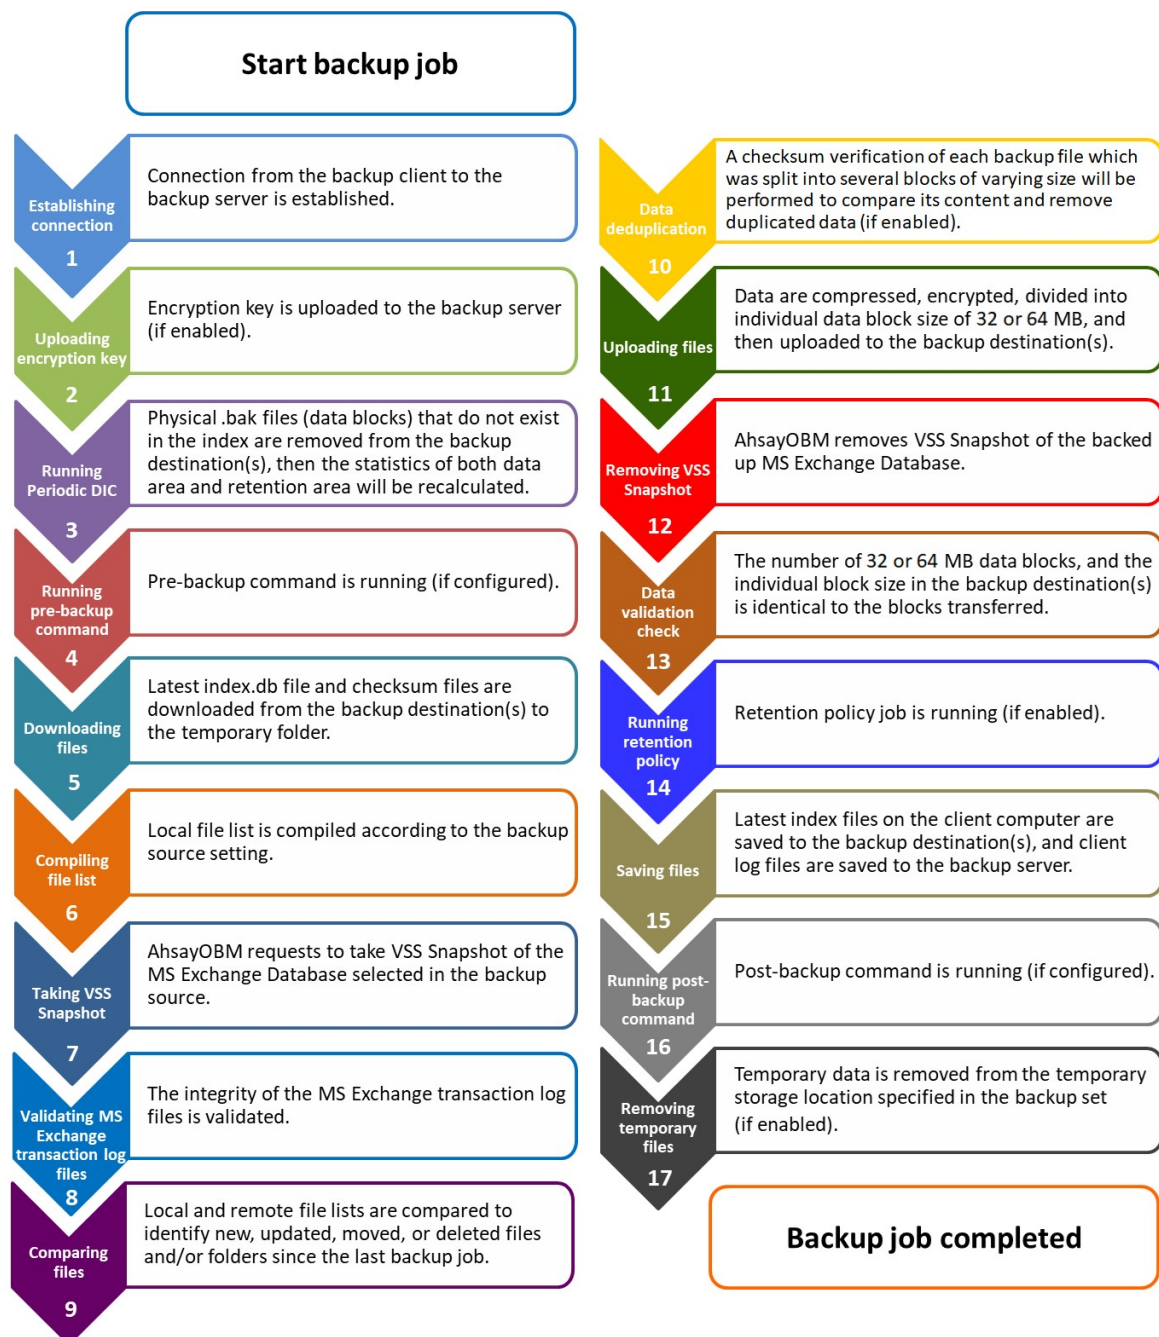 Start backup job
Establishing
connection
1
Connection from the backup client to the
backup server is established.
Uploading
encryption key
2
Encryption key is uploaded to the backup server
(if enabled).
Running
Periodic DIC
3
Physical .bak files (data blocks) that do not exist
in the index are removed from the backup
destination(s), then the statistics of both data
area and retention area will be recalculated.
Running
pre-backup
command
4
Pre-backup command is running (if configured).
Downloading
files
5
Latest index.db file and checksum files are
downloaded from the backup destination(s) to
the temporary folder.
Compiling
file list
6
Local file list is compiled according to the backup
source setting.
Taking VSS
Snapshot
7
AhsayOBM requests to take VSS Snapshot of the
MS Exchange Database selected in the backup
source.
Validating MS
Exchange
transaction log
files
8
The integrity of the MS Exchange transaction log
files is validated.
Comparing
files
9
Local and remote file lists are compared to
identify new, updated, moved, or deleted files
and/or folders since the last backup job.
Data
deduplication
10
A checksum verification of each backup file which
was split into several blocks of varying size will be
performed to compare its content and remove
duplicated data (if enabled).
Uploading files
11
Data are compressed, encrypted, divided into
individual data block size of 32 or 64 MB, and
then uploaded to the backup destination(s).
Removing VSS
Snapshot
12
AhsayOBM removes VSS Snapshot of the backed
up MS Exchange Database.
Data
validation
check
13
The number of 32 or 64 MB data blocks, and the
individual block size in the backup destination(s)
is identical to the blocks transferred.
Running
retention
policy
14
Retention policy job is running (if enabled).
Saving files
15
Latest index files on the client computer are
saved to the backup destination(s), and client
log files are saved to the backup server.
Running post-
backup
command
16
Post-backup command is running (if configured).
Removing
temporary
files
17
Temporary data is removed from the temporary
storage location specified in the backup set
(if enabled).
Backup job completed